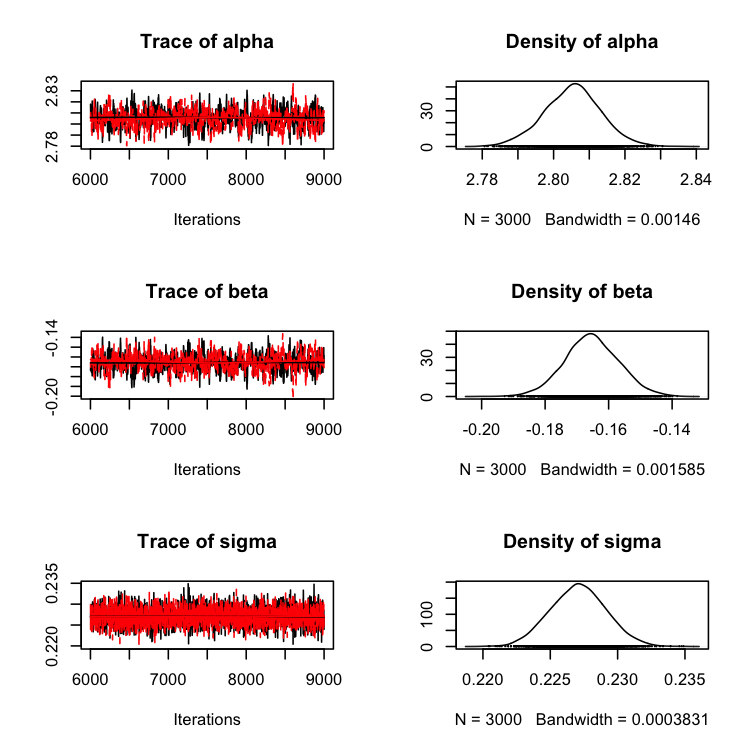 Trace of alpha
2.83
2.78
6000 7000 8000 9000
Iterations
Density of alpha
30
0
2.78 2.80 2.82 2.84
N = 3000 Bandwidth = 0.00146
Trace of beta
-0.14
-0.20
6000 7000 8000 9000
Iterations
Density of beta
30
0
-0.20 -0.18 -0.16 -0.14
N = 3000 Bandwidth = 0.001585
Trace of sigma
0.235
0.220
6000 7000 8000 9000
Iterations
Density of sigma
100
0
0.220 0.225 0.230 0.235
N = 3000 Bandwidth = 0.0003831